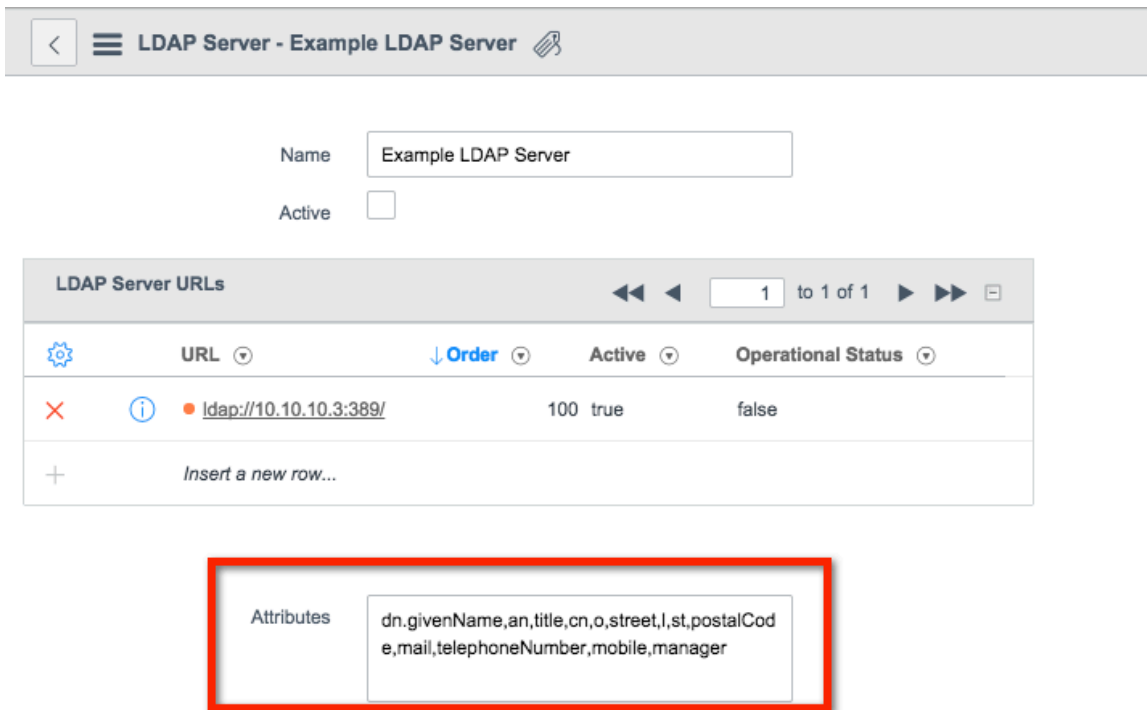 LDAP Server - Example LDAP Server
Name Example LDAP Server
Active
LDAP Server URLs 1 to 1 of 1
URL Order Active Operational Status
ldap://10.10.10.3:389/ 100 true false
Insert a new row...
Attributes dn.givenName,an,title,cn,o,street,l,st,postalCod
e,mail,telephoneNumber,mobile,manager